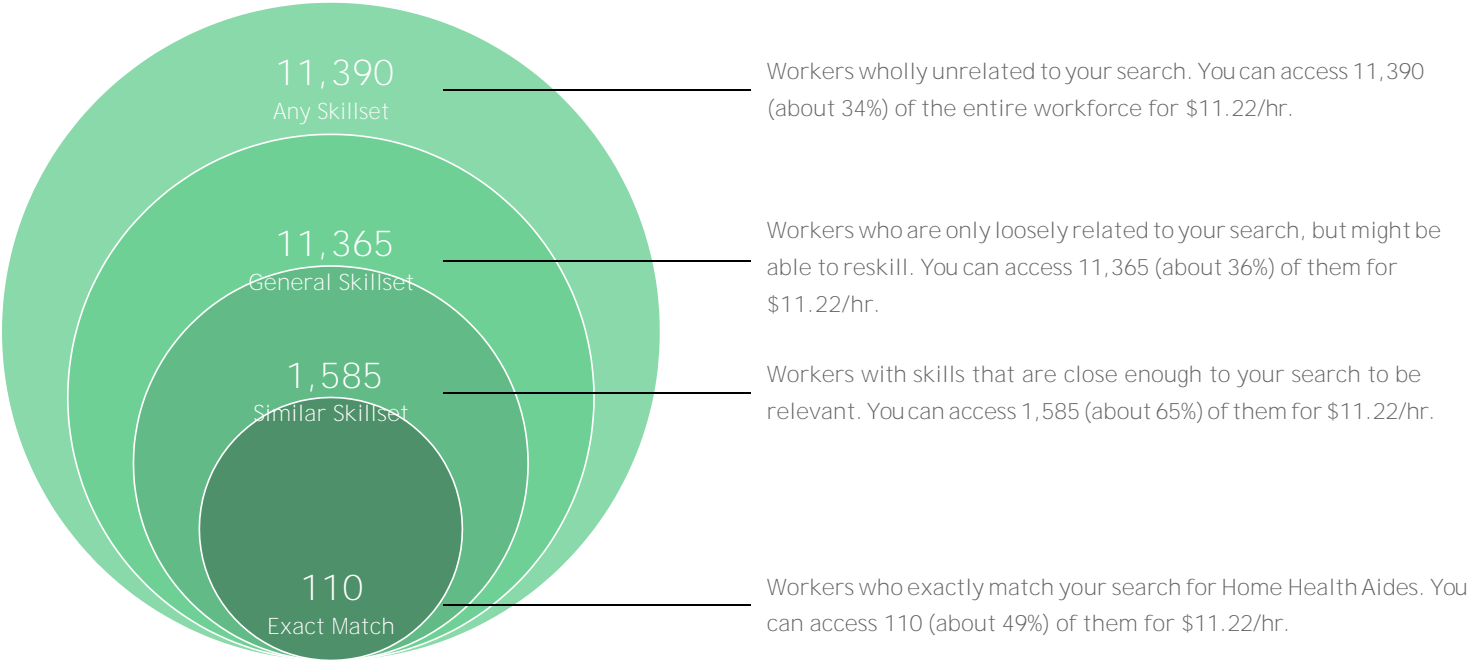 11,390
Any Skillset
Workers wholly unrelated to your search. You can access 11,390
(about 34%) of the entire workforce for $11.22/hr.
11,365
General Skillset
Workers who are only loosely related to your search, but might be
able to reskill. You can access 11,365 (about 36%) of them for
$11.22/hr.
1,585
Similar Skillset
Workers with skills that are close enough to your search to be
relevant. You can access 1,585 (about 65%) of them for $11.22/hr.
110
Exact Match
Workers who exactly match your search for Home Health Aides. You
can access 110 (about 49%) of them for $11.22/hr.